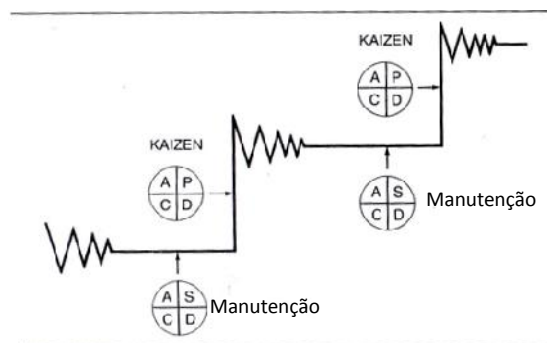 KAIZEN
A P
C D
A S
C D
Manutenção
KAIZEN
A P
C D
A S
C D
Manutenção